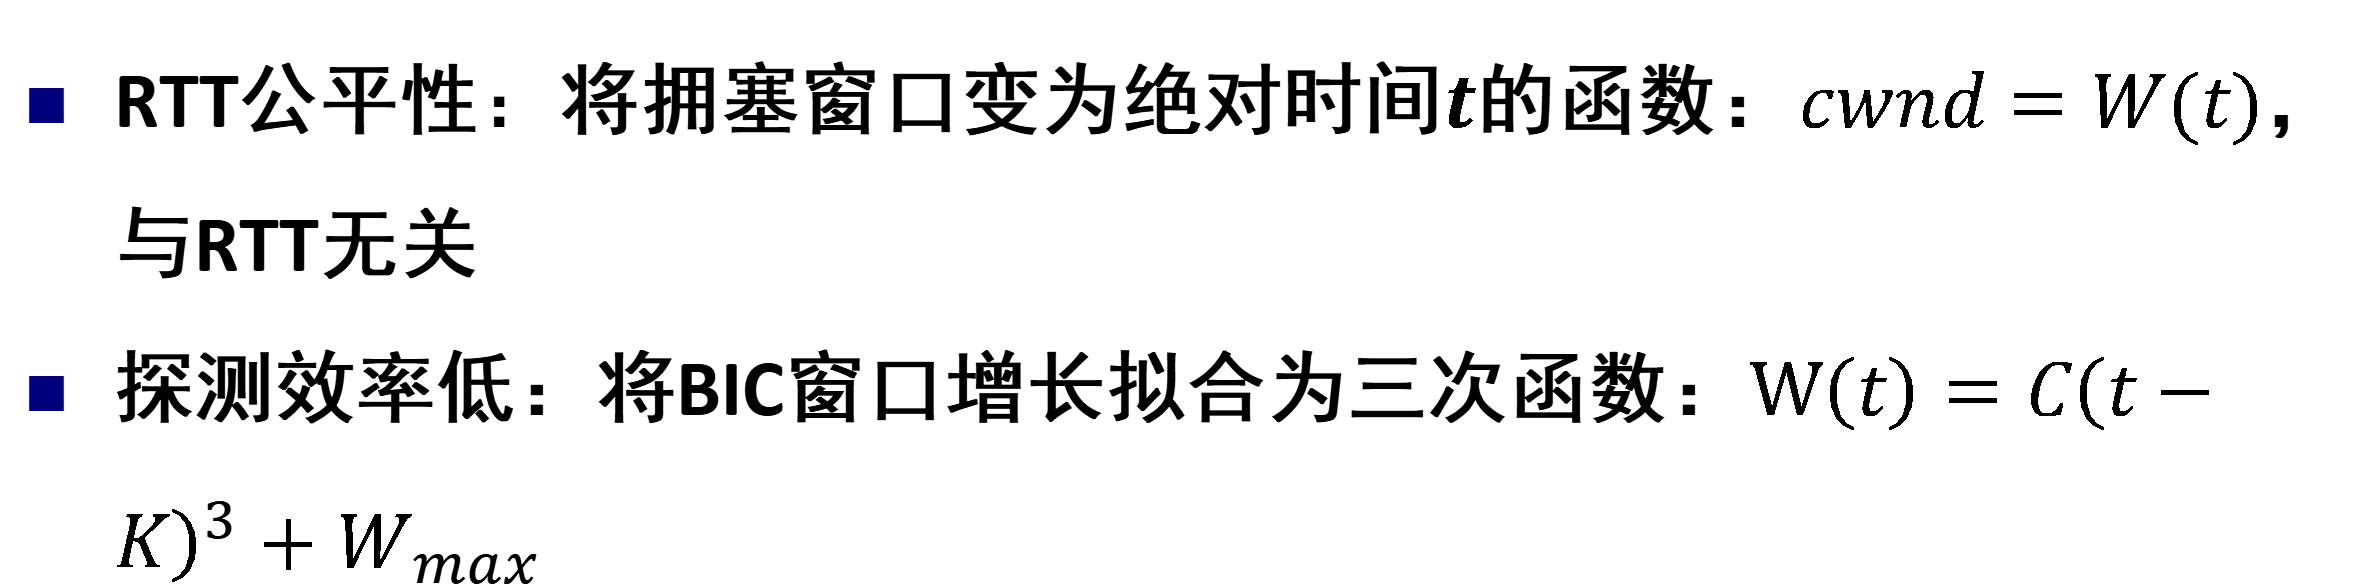 ■ RTT公平性：将拥塞窗口变为绝对时间t的函数：cwnd = W(t)，
与RTT无关
■ 探测效率低：将BIC窗口增长拟合为三次函数：W(t) = C(t −
K)³ + W_max